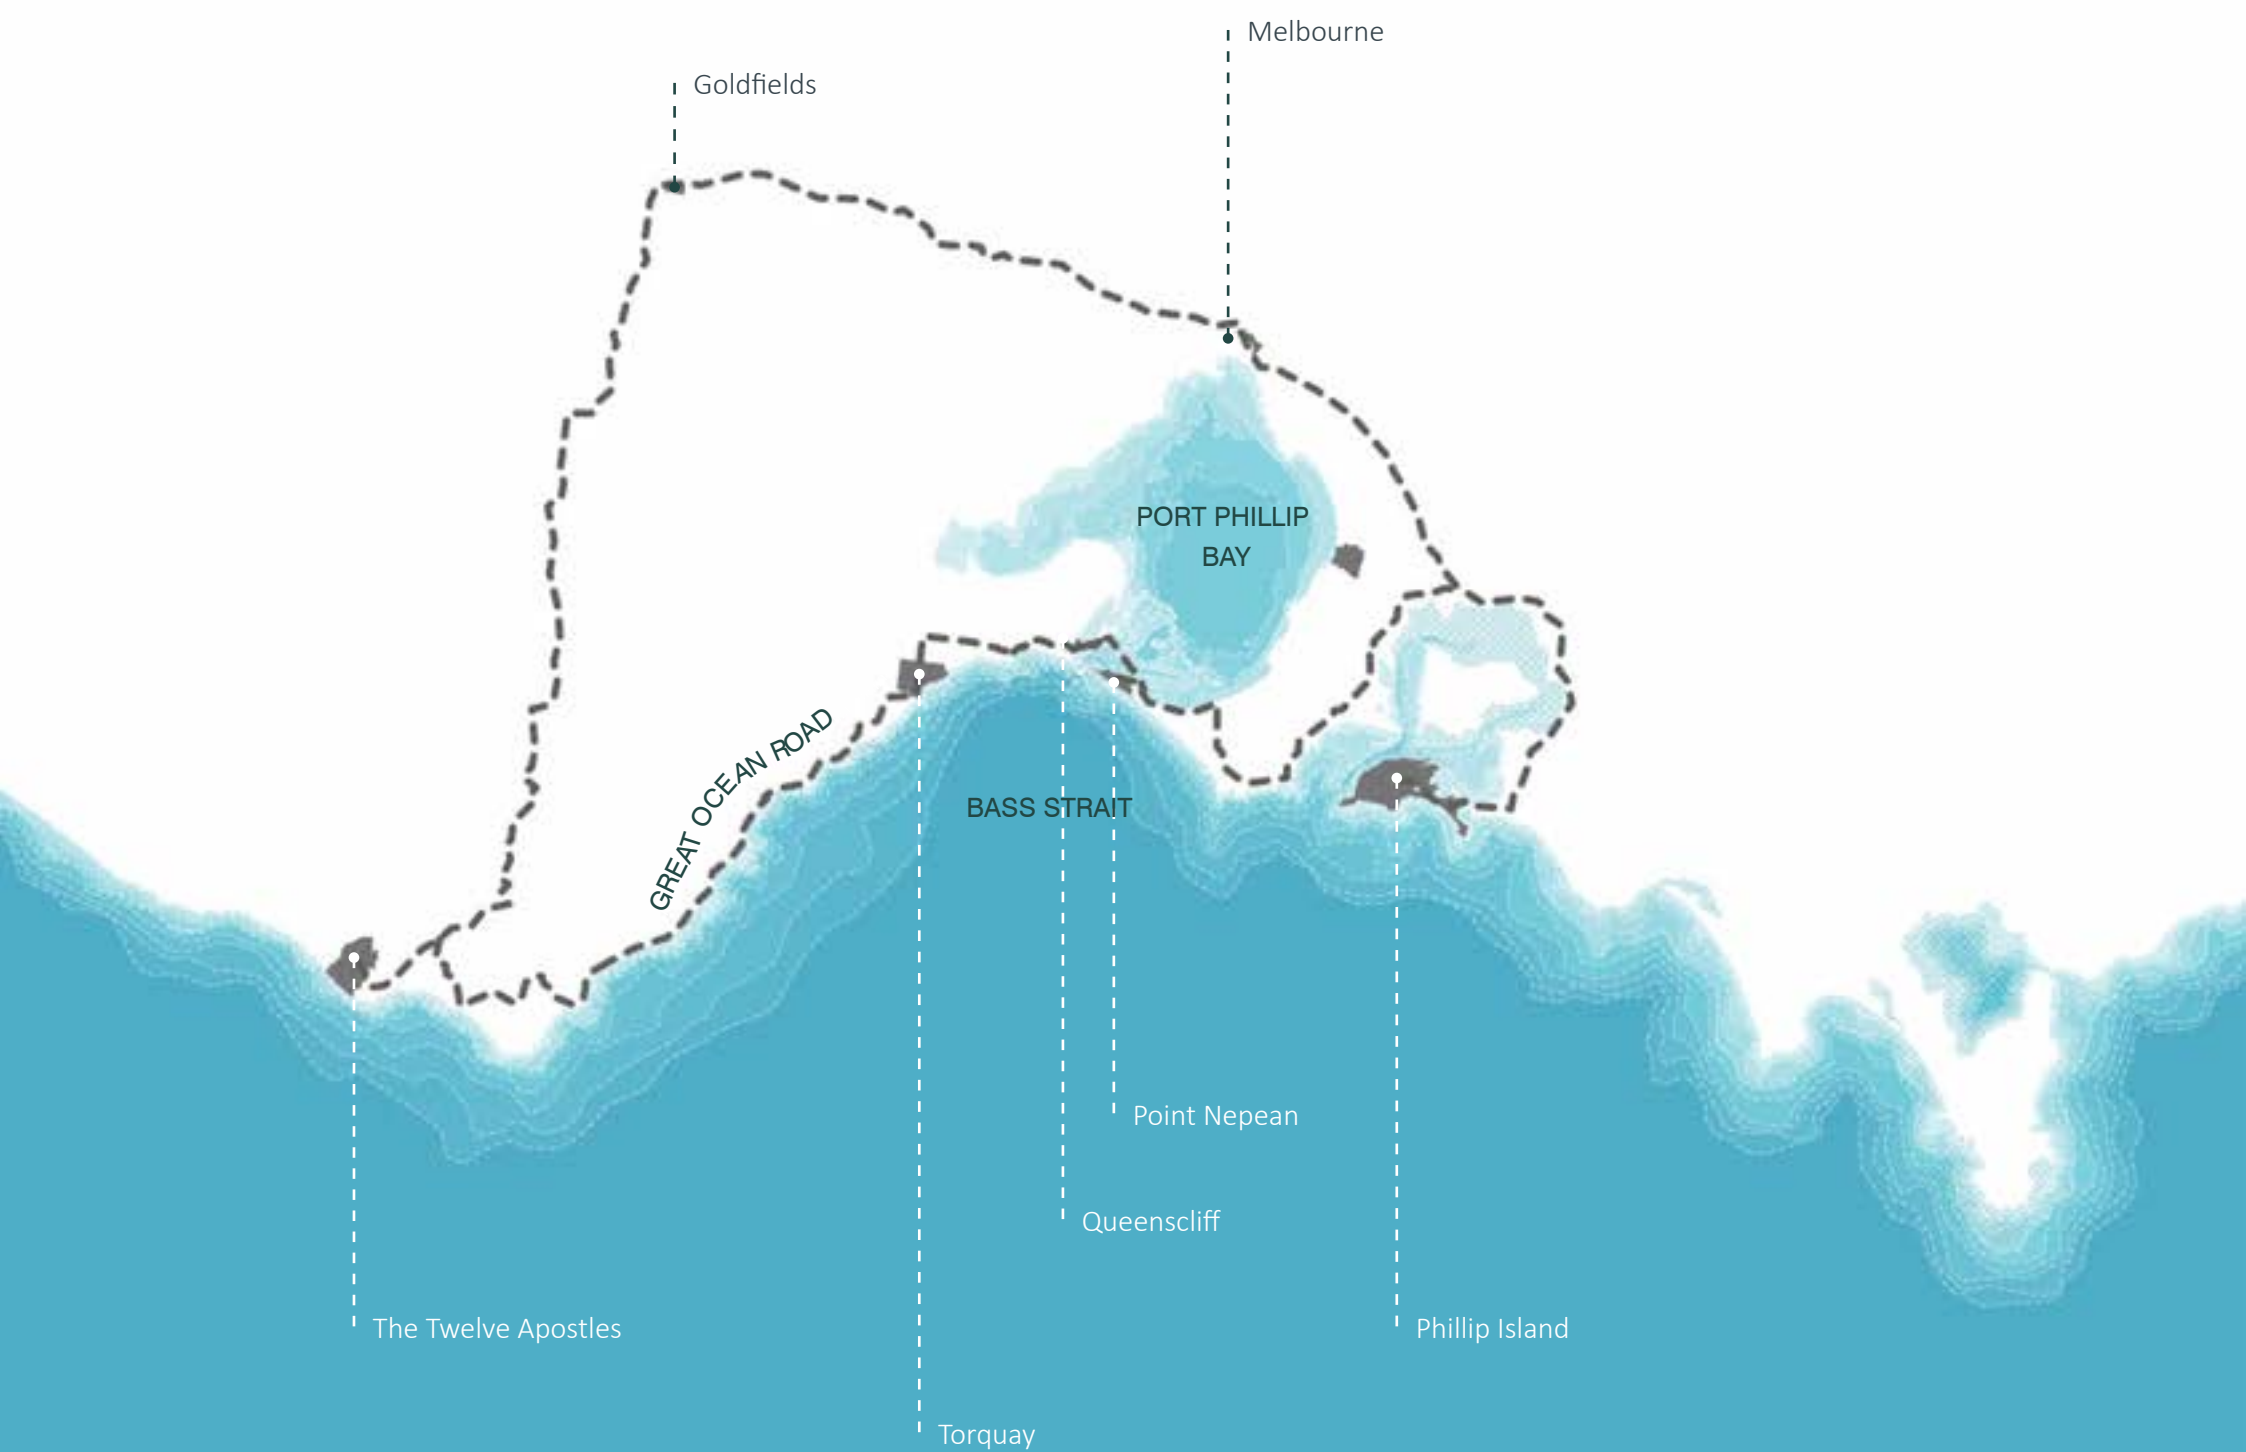 Melbourne
Goldfields
PORT PHILLIP
BAY
GREAT OCEAN ROAD
BASS STRAIT
Point Nepean
Queenscliff
The Twelve Apostles
Phillip Island
Torquay